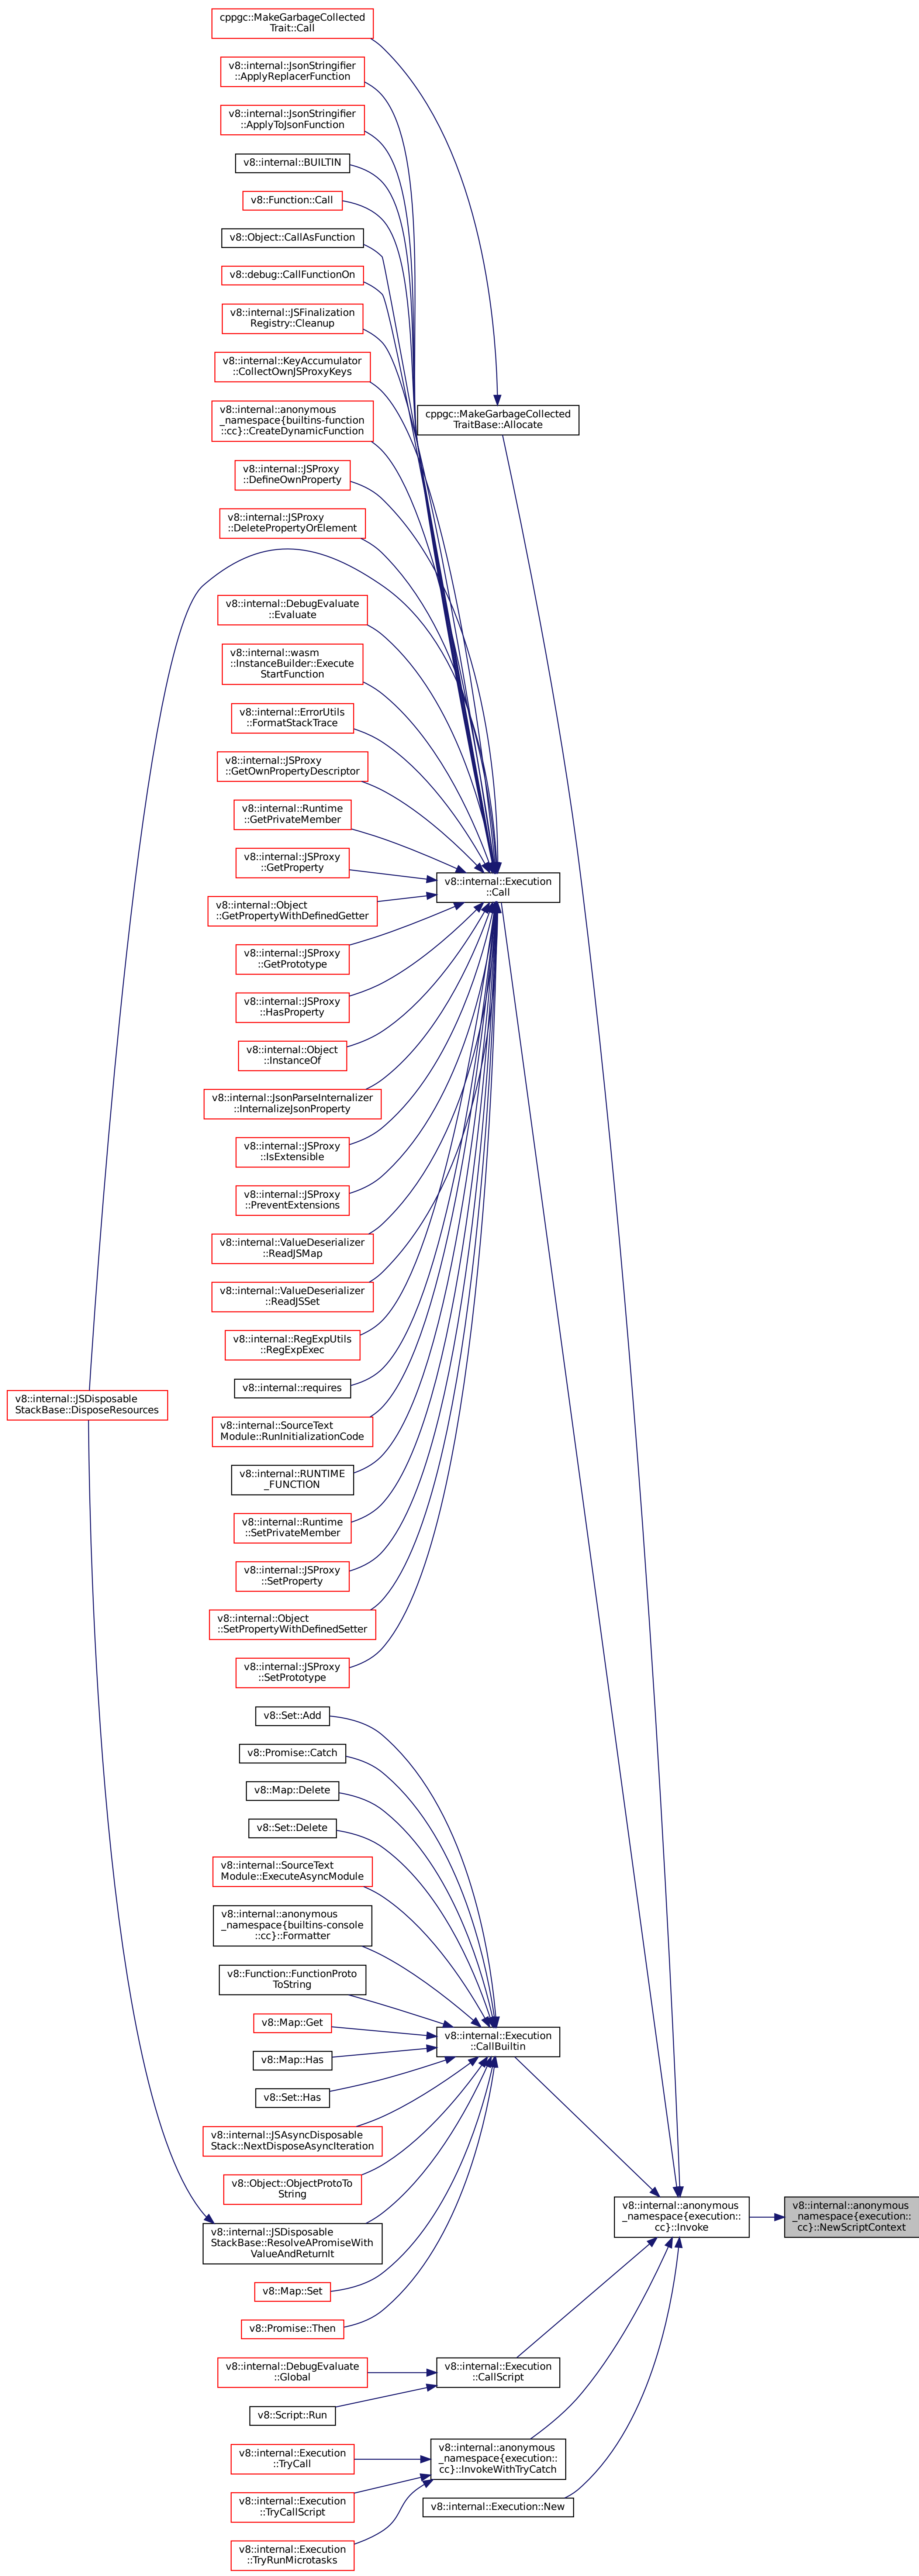 cppgc::MakeGarbageCollected
Trait::Call
v8::internal::JsonStringifier
::ApplyReplacerFunction
v8::internal::JsonStringifier
::ApplyToJsonFunction
v8::internal::BUILTIN
v8::Function::Call
v8::Object::CallAsFunction
v8::debug::CallFunctionOn
v8::internal::JSFinalization
Registry::Cleanup
v8::internal::KeyAccumulator
::CollectOwnJSProxyKeys
v8::internal::anonymous
_namespace{builtins-function
::cc}::CreateDynamicFunction
cppgc::MakeGarbageCollected
TraitBase::Allocate
v8::internal::JSProxy
::DefineOwnProperty
v8::internal::JSProxy
::DeletePropertyOrElement
v8::internal::DebugEvaluate
::Evaluate
v8::internal::wasm
::InstanceBuilder::Execute
StartFunction
v8::internal::ErrorUtils
::FormatStackTrace
v8::internal::JSProxy
::GetOwnPropertyDescriptor
v8::internal::Runtime
::GetPrivateMember
v8::internal::JSProxy
::GetProperty
v8::internal::Execution
::Call
v8::internal::Object
::GetPropertyWithDefinedGetter
v8::internal::JSProxy
::GetPrototype
v8::internal::JSProxy
::HasProperty
v8::internal::Object
::InstanceOf
v8::internal::JsonParseInternalizer
::InternalizeJsonProperty
v8::internal::JSProxy
::IsExtensible
v8::internal::JSProxy
::PreventExtensions
v8::internal::ValueDeserializer
::ReadJSMap
v8::internal::ValueDeserializer
::ReadJSSet
v8::internal::RegExpUtils
::RegExpExec
v8::internal::requires
v8::internal::JSDisposable
StackBase::DisposeResources
v8::internal::SourceText
Module::RunInitializationCode
v8::internal::RUNTIME
_FUNCTION
v8::internal::Runtime
::SetPrivateMember
v8::internal::JSProxy
::SetProperty
v8::internal::Object
::SetPropertyWithDefinedSetter
v8::internal::JSProxy
::SetPrototype
v8::Set::Add
v8::Promise::Catch
v8::Map::Delete
v8::Set::Delete
v8::internal::SourceText
Module::ExecuteAsyncModule
v8::internal::anonymous
_namespace{builtins-console
::cc}::Formatter
v8::Function::FunctionProto
ToString
v8::Map::Get
v8::internal::Execution
::CallBuiltin
v8::Map::Has
v8::Set::Has
v8::internal::JSAsyncDisposable
Stack::NextDisposeAsyncIteration
v8::Object::ObjectProtoTo
String
v8::internal::anonymous
_namespace{execution::
cc}::Invoke
v8::internal::anonymous
_namespace{execution::
cc}::NewScriptContext
v8::internal::JSDisposable
StackBase::ResolveAPromiseWith
ValueAndReturnIt
v8::Map::Set
v8::Promise::Then
v8::internal::DebugEvaluate
::Global
v8::internal::Execution
::CallScript
v8::Script::Run
v8::internal::Execution
::TryCall
v8::internal::anonymous
_namespace{execution::
cc}::InvokeWithTryCatch
v8::internal::Execution
::TryCallScript
v8::internal::Execution::New
v8::internal::Execution
::TryRunMicrotasks